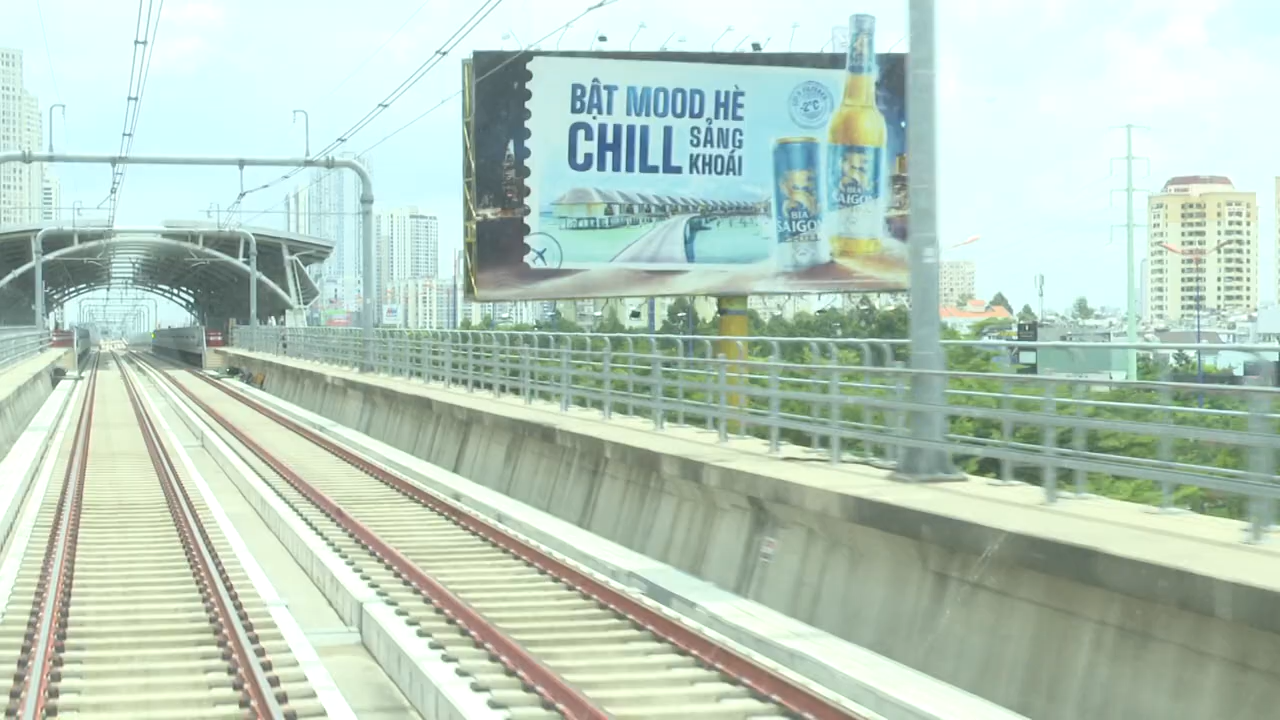 BẬT MOOD HÈ
CHILL SẢNG
KHOÁI
-2°C
BIA
SAIGON
BIA
SAIGON